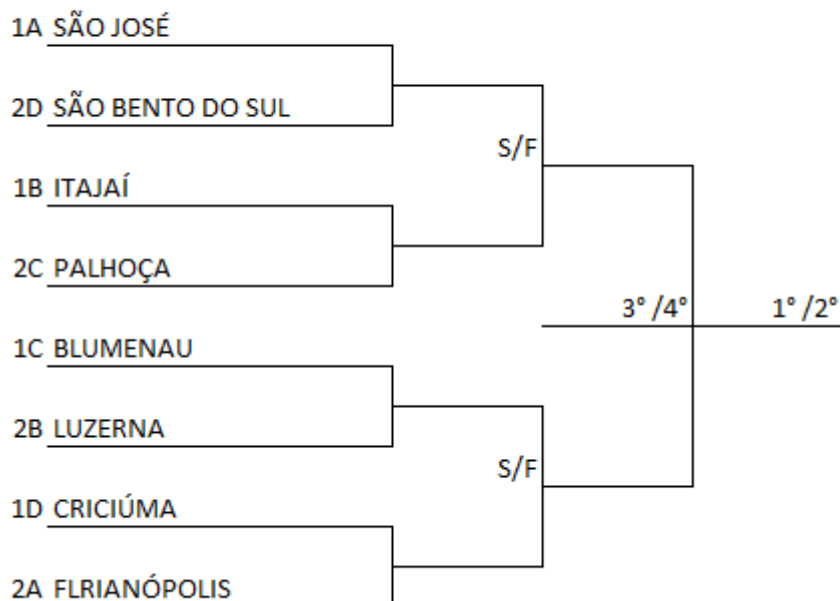 1A SÃO JOSÉ
2D SÃO BENTO DO SUL
S/F
1B ITAJAÍ
2C PALHOÇA
3° /4° 1° /2°
1C BLUMENAU
2B LUZERNA
S/F
1D CRICIÚMA
2A FLRIANÓPOLIS